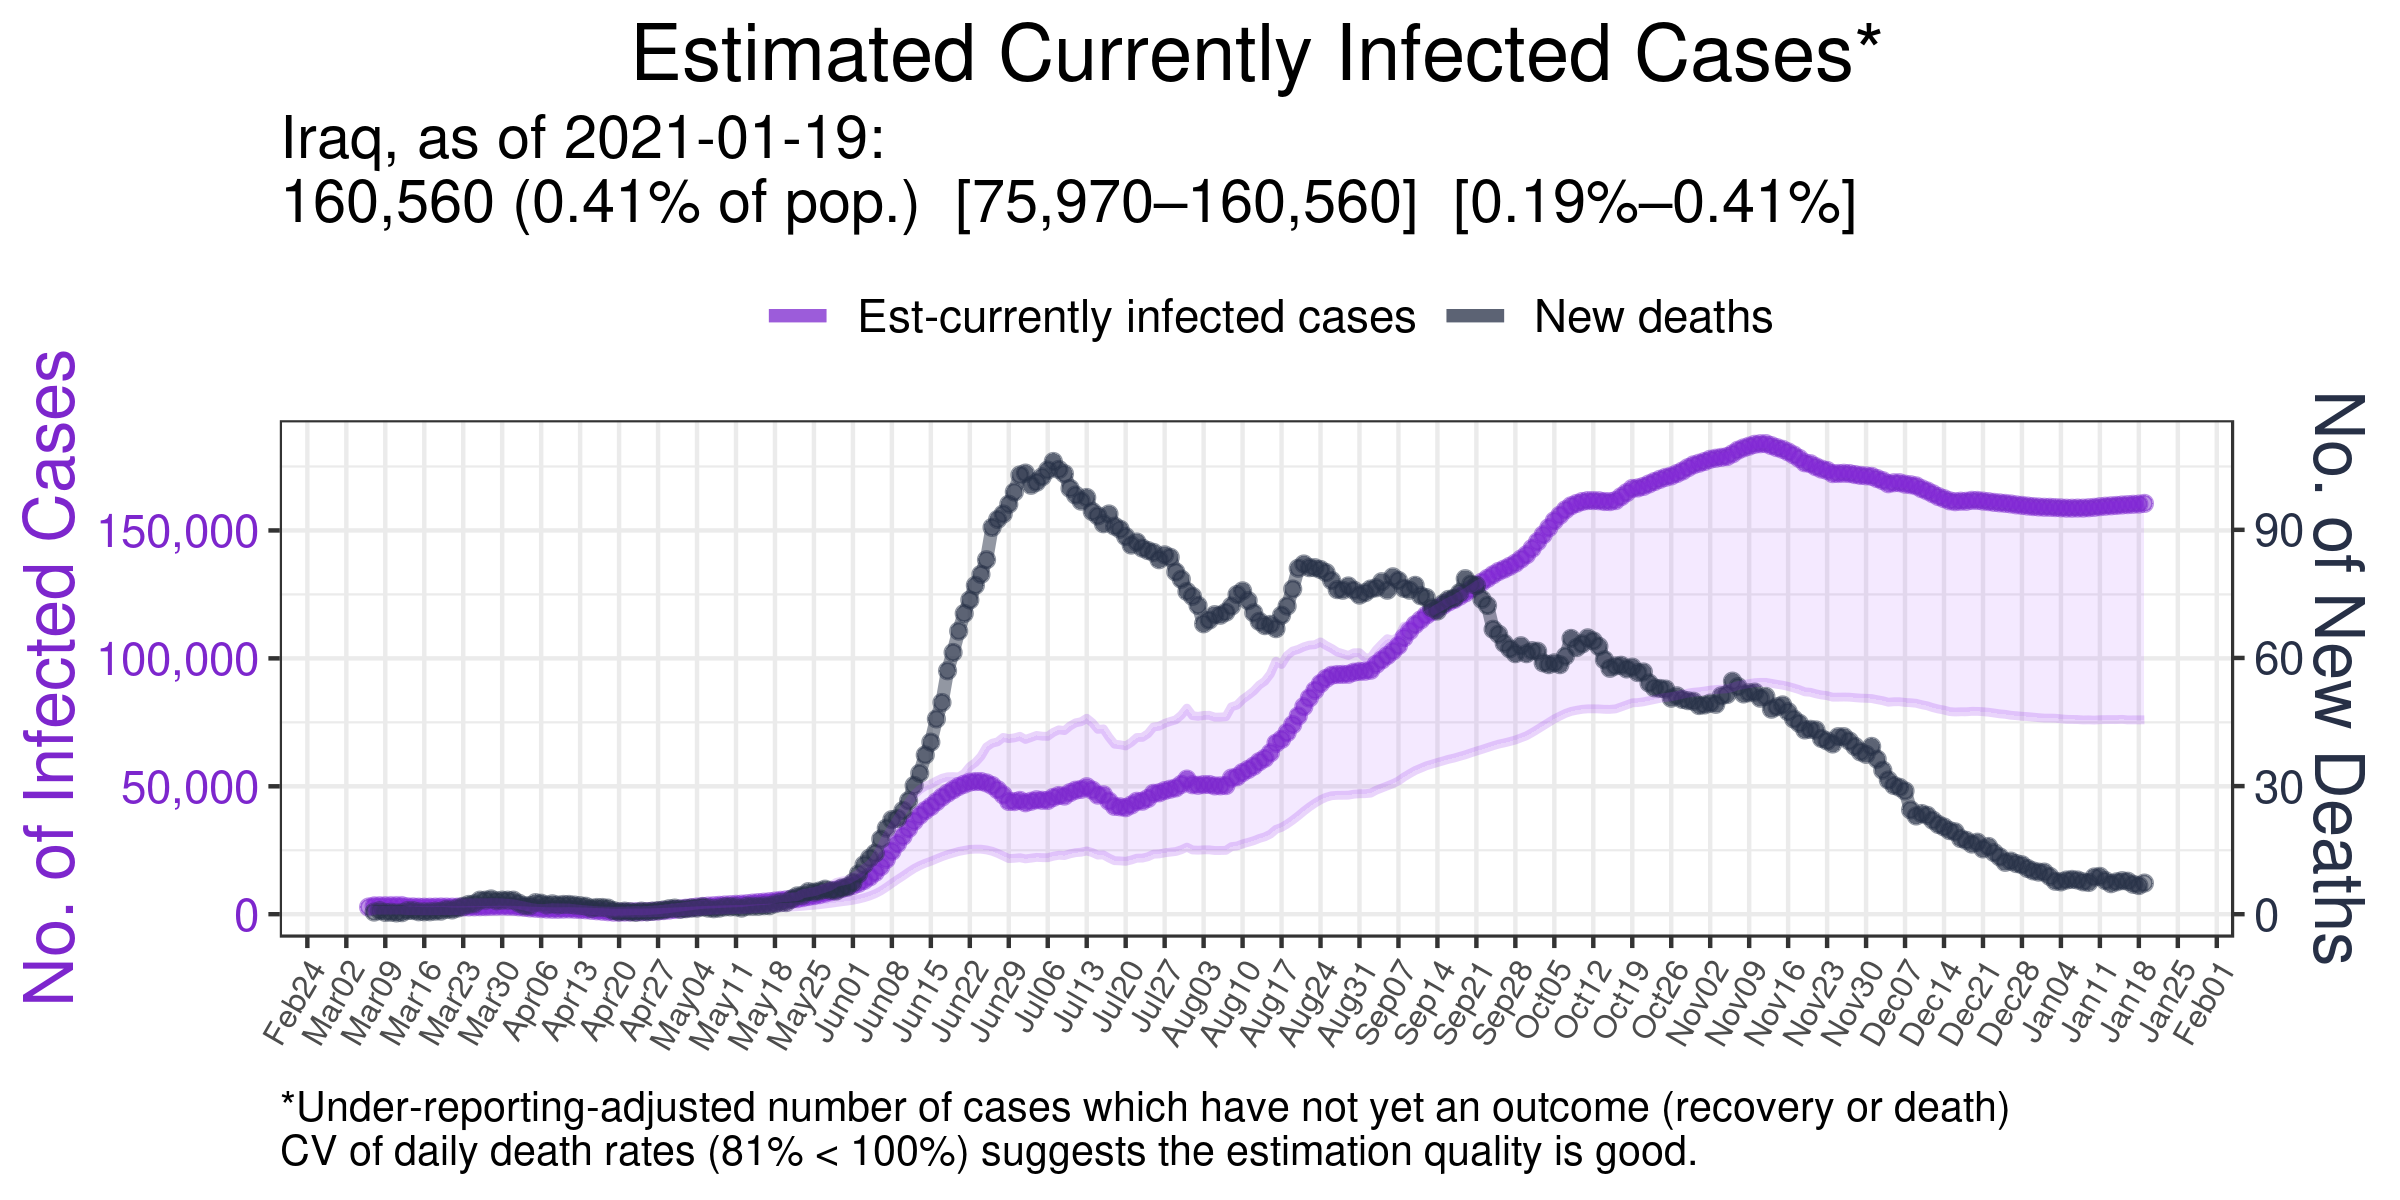 Estimated Currently Infected Cases*
Iraq, as of 2021-01-19:
160,560 (0.41% of pop.) [75,970–160,560] [0.19%–0.41%]
Est-currently infected cases
New deaths
No. of Infected Cases
150,000
100,000
50,000
0
90
60
30
0
No. of New Deaths
Feb24
Mar02
Mar09
Mar16
Mar23
Mar30
Apr06
Apr13
Apr20
Apr27
May04
May11
May18
May25
Jun01
Jun08
Jun15
Jun22
Jun29
Jul06
Jul13
Jul20
Jul27
Aug03
Aug10
Aug17
Aug24
Aug31
Sep07
Sep14
Sep21
Sep28
Oct05
Oct12
Oct19
Oct26
Nov02
Nov09
Nov16
Nov23
Nov30
Dec07
Dec14
Dec21
Dec28
Jan04
Jan11
Jan18
Jan25
Feb01
*Under-reporting-adjusted number of cases which have not yet an outcome (recovery or death)
CV of daily death rates (81% < 100%) suggests the estimation quality is good.